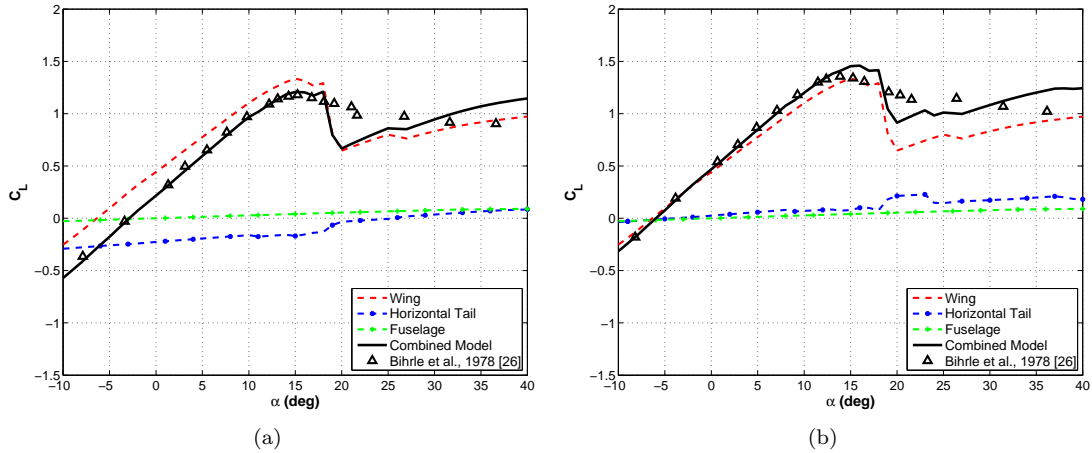 2
1.5
1
0.5
0
−0.5
−1
−1.5
C_L
−10 −5 0 5 10 15 20 25 30 35 40
α (deg)
Wing
Horizontal Tail
Fuselage
Combined Model
Bihrle et al., 1978 [26]
(a)
2
1.5
1
0.5
0
−0.5
−1
−1.5
C_L
−10 −5 0 5 10 15 20 25 30 35 40
α (deg)
Wing
Horizontal Tail
Fuselage
Combined Model
Bihrle et al., 1978 [26]
(b)